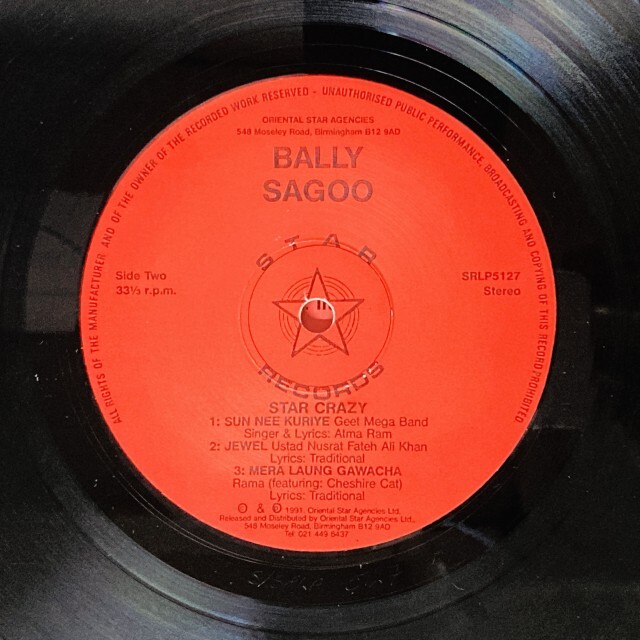 ALL RIGHTS OF THE MANUFACTURER AND OF THE OWNER OF THE RECORDED WORK RESERVED - UNAUTHORISED PUBLIC PERFORMANCE, BROADCASTING AND COPYING OF THIS RECORD PROHIBITED
ORIENTAL STAR AGENCIES
548 Moseley Road, Birmingham B12 9AD
BALLY
SAGOO
STAR
Side Two
33⅓ r.p.m.
SRLP5127
Stereo
RECORDS
STAR CRAZY
1: SUN NEE KURIYE Geet Mega Band
Singer & Lyrics: Atma Ram
2: JEWEL Ustad Nusrat Fateh Ali Khan
Lyrics: Traditional
3: MERA LAUNG GAWACHA
Rama (featuring: Cheshire Cat)
Lyrics: Traditional
℗ & © 1991. Oriental Star Agencies Ltd.
Released and Distributed by Oriental Star Agencies Ltd.,
548 Moseley Road, Birmingham B12 9AD
Tel: 021 449 6437